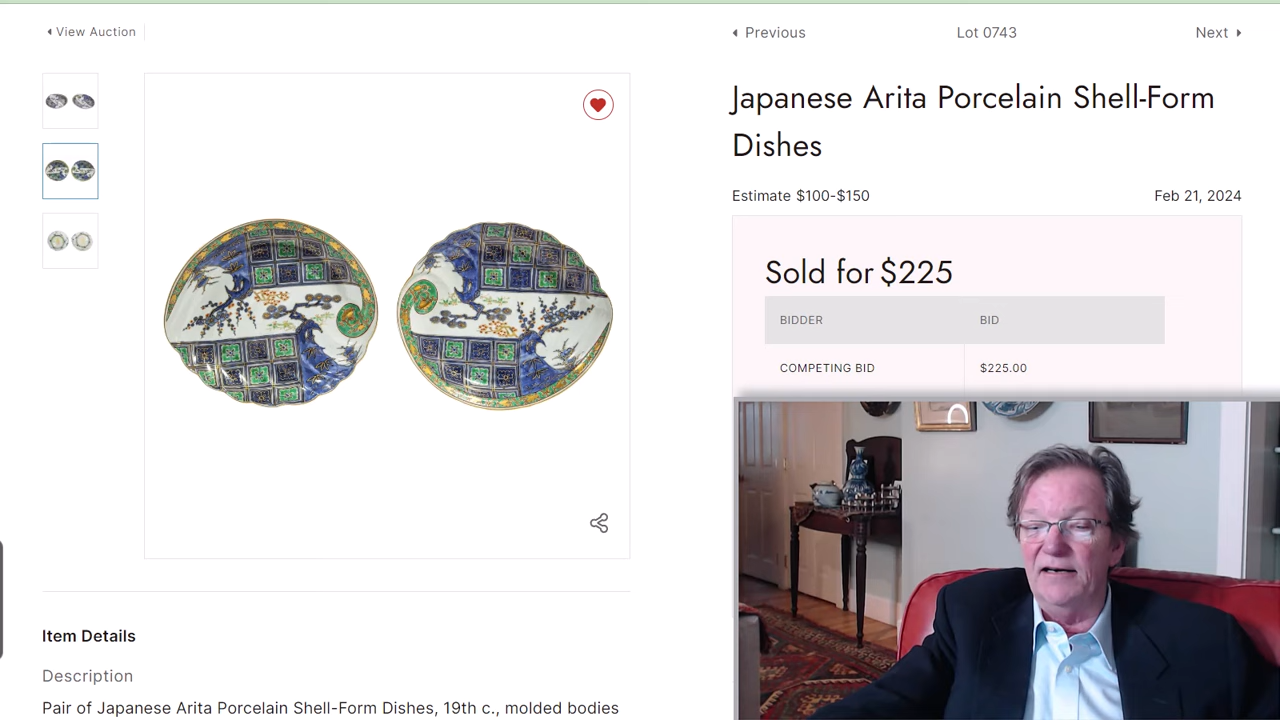 View Auction
Previous
Lot 0743
Next
Japanese Arita Porcelain Shell-Form
Dishes
Estimate $100-$150
Feb 21, 2024
Sold for $225
BIDDER
BID
COMPETING BID
$225.00
Item Details
Description
Pair of Japanese Arita Porcelain Shell-Form Dishes, 19th c., molded bodies